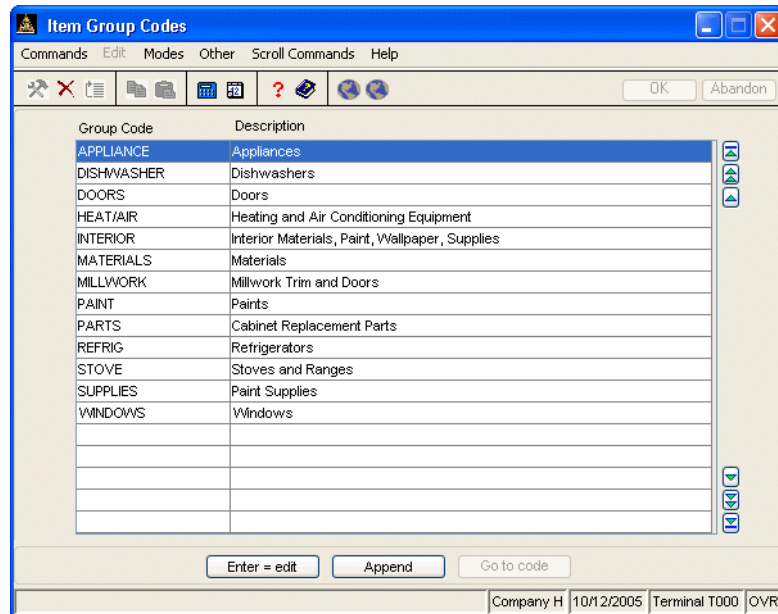 Item Group Codes
Commands Edit Modes Other Scroll Commands Help
12 ? OK Abandon
Group Code Description
APPLIANCE Appliances
DISHWASHER Dishwashers
DOORS Doors
HEAT/AIR Heating and Air Conditioning Equipment
INTERIOR Interior Materials, Paint, Wallpaper, Supplies
MATERIALS Materials
MILLWORK Millwork Trim and Doors
PAINT Paints
PARTS Cabinet Replacement Parts
REFRIG Refrigerators
STOVE Stoves and Ranges
SUPPLIES Paint Supplies
WINDOWS Windows
Enter = edit Append Go to code
Company H 10/12/2005 Terminal T000 OVR